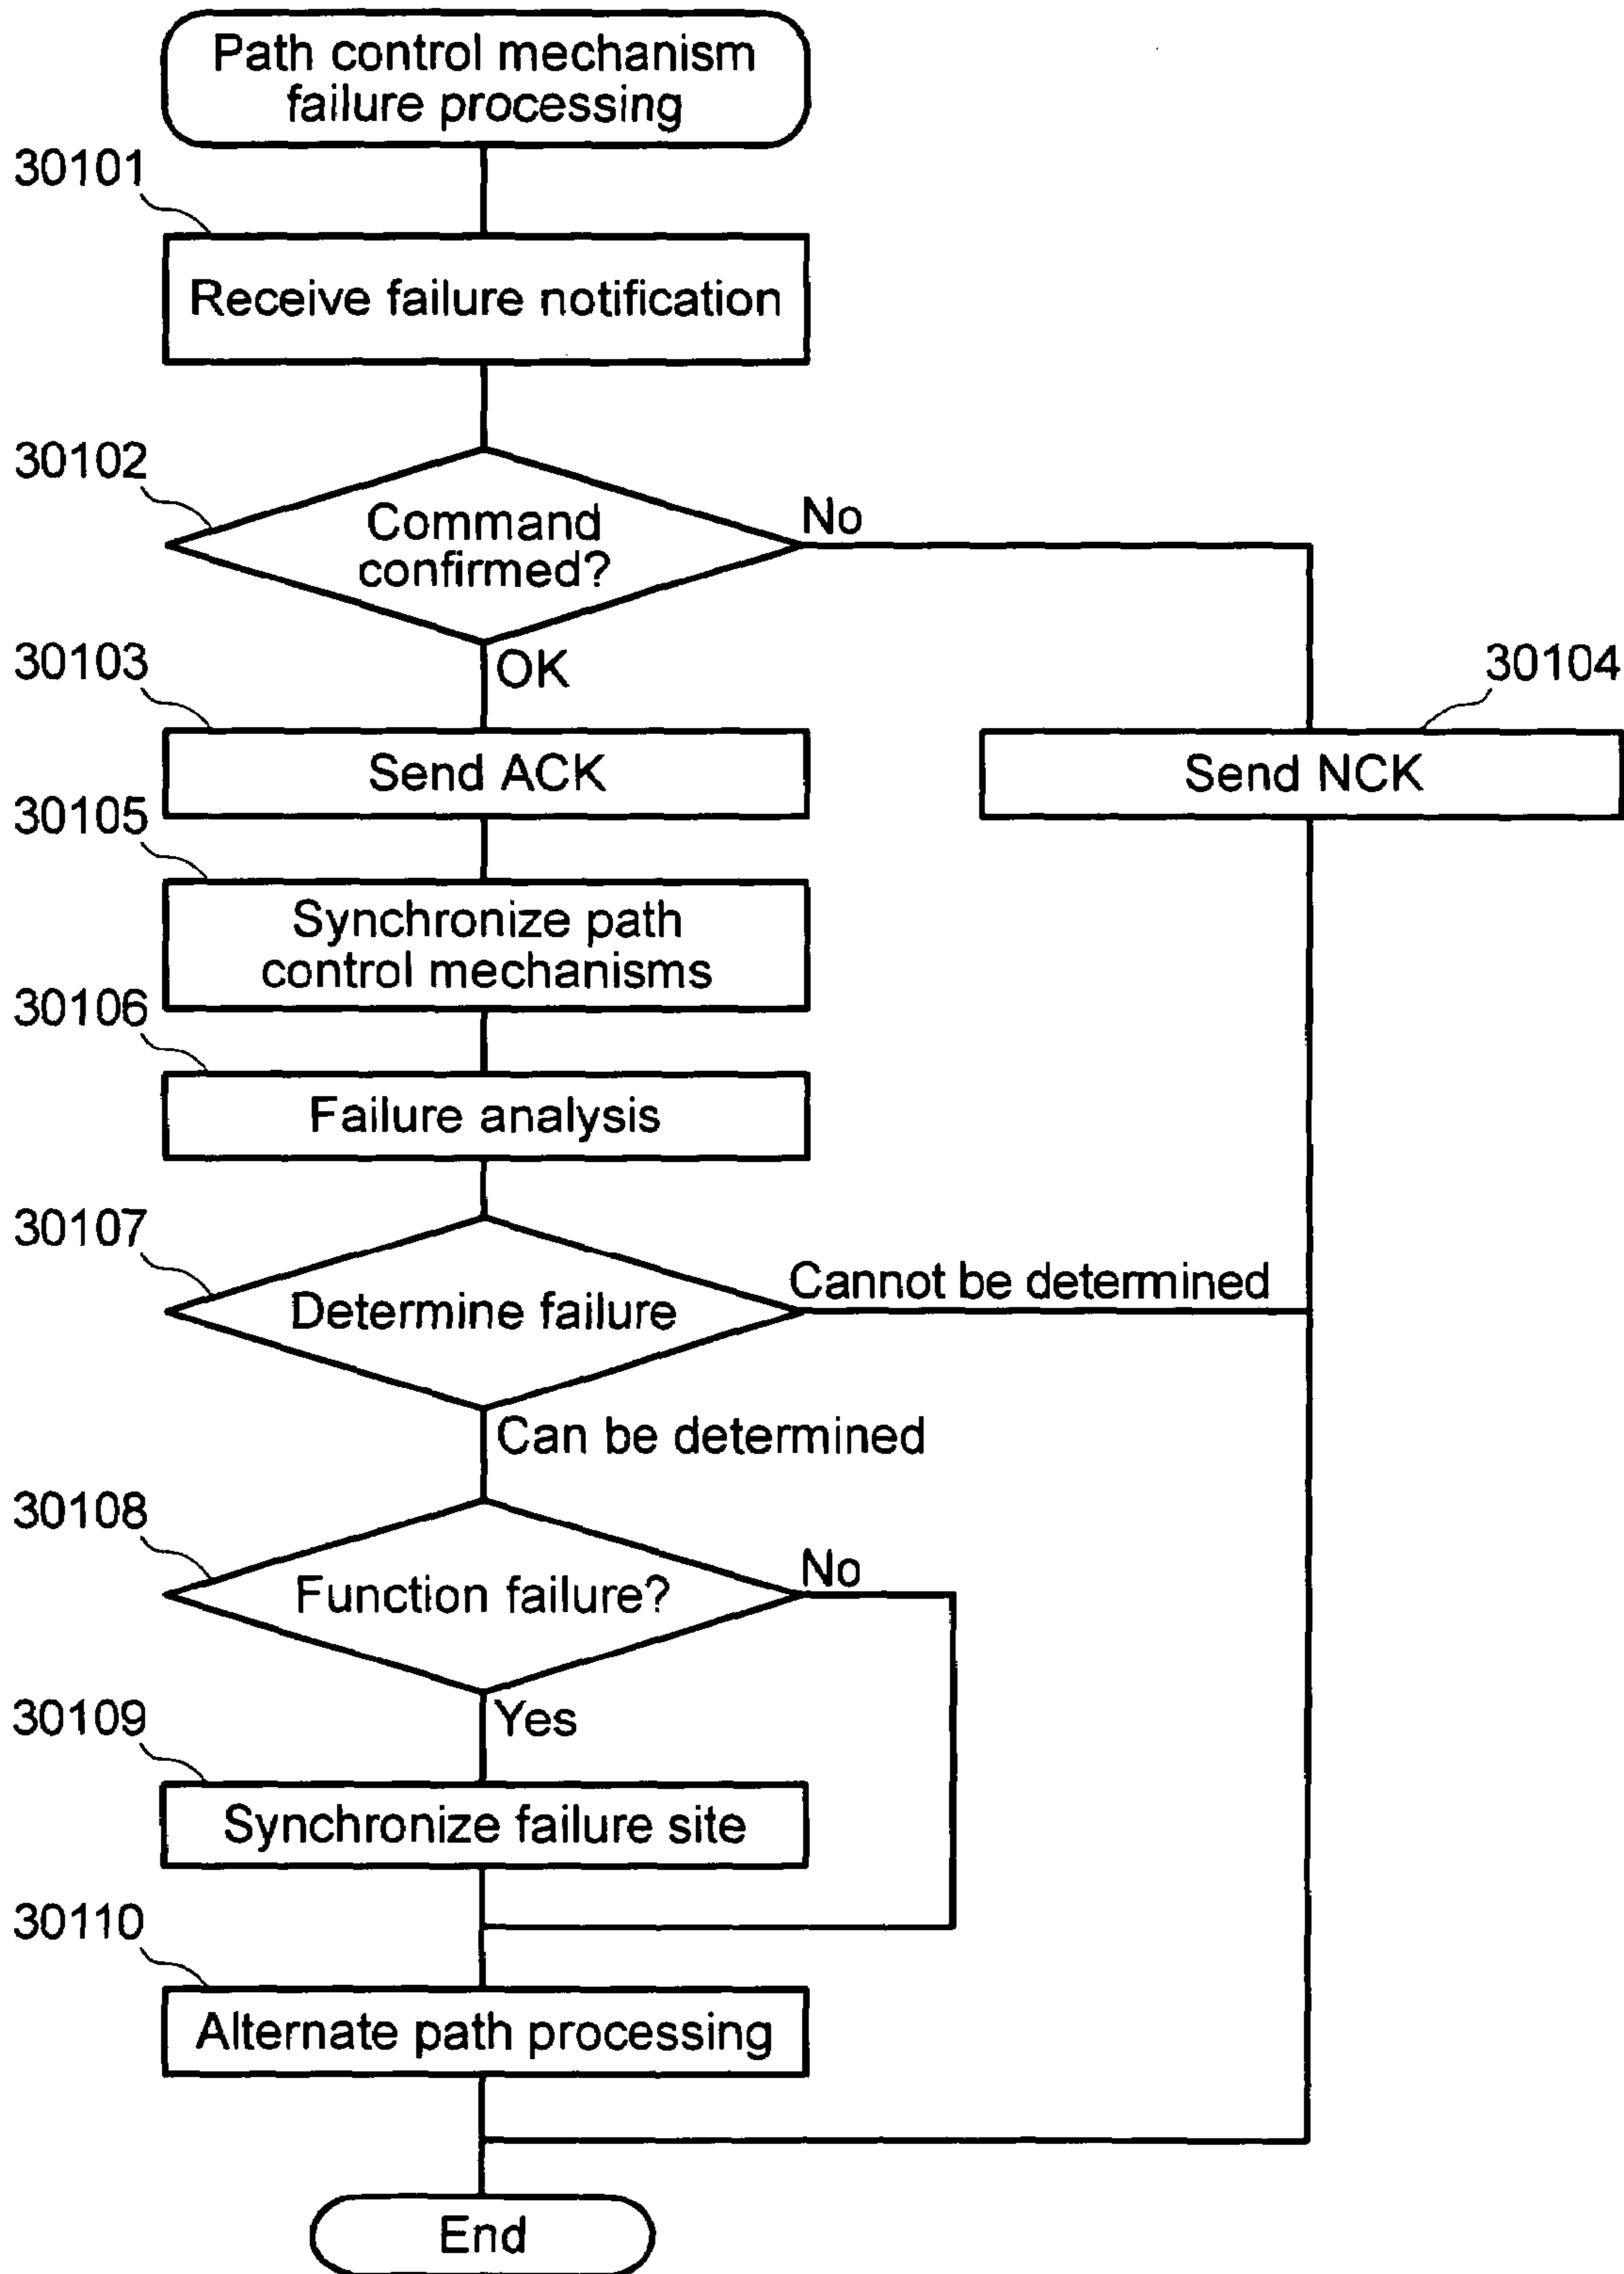 Path control mechanism
failure processing
30101
Receive failure notification
30102
Command
confirmed?
No
OK
30103
Send ACK
30104
Send NCK
30105
Synchronize path
control mechanisms
30106
Failure analysis
30107
Determine failure
Cannot be determined
Can be determined
30108
Function failure?
No
Yes
30109
Synchronize failure site
30110
Alternate path processing
End